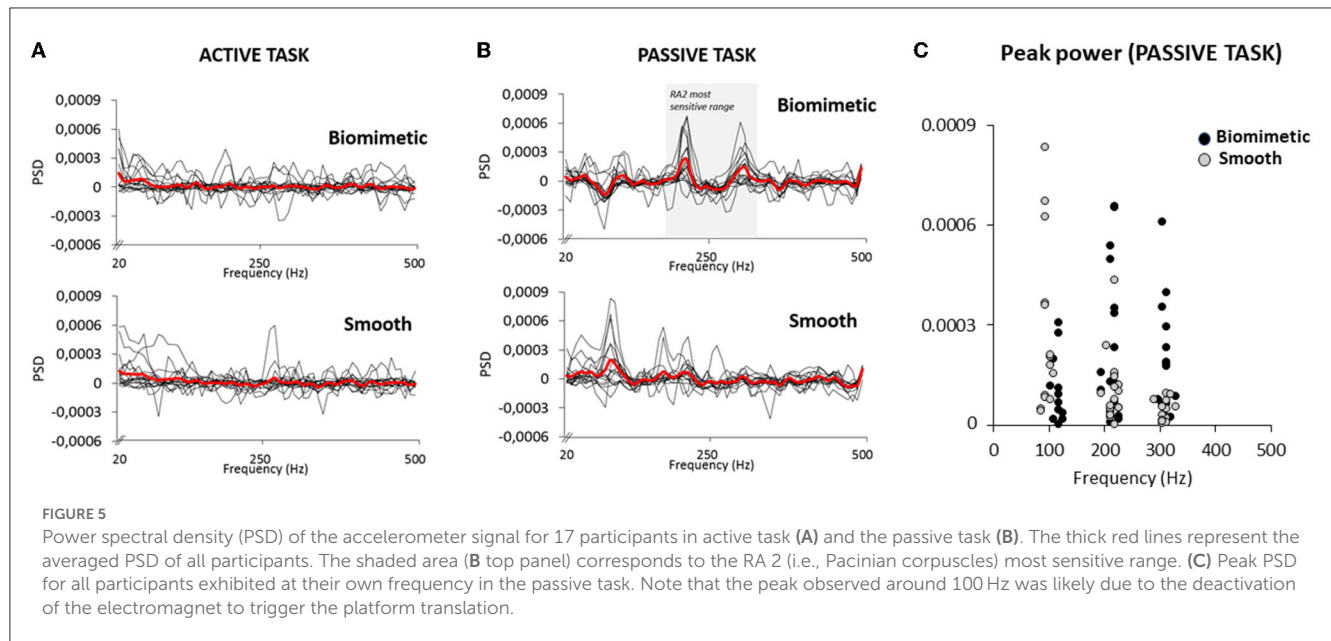 A
ACTIVE TASK
0,0009
0,0006
0,0003
0
-0,0003
-0,0006
PSD
Biomimetic
20
250
500
Frequency (Hz)
0,0009
0,0006
0,0003
0
-0,0003
-0,0006
PSD
Smooth
20
250
500
Frequency (Hz)
B
PASSIVE TASK
0,0009
0,0006
0,0003
0
-0,0003
-0,0006
PSD
RA2 most
sensitive range
Biomimetic
20
250
500
Frequency (Hz)
0,0009
0,0006
0,0003
0
-0,0003
-0,0006
PSD
Smooth
20
250
500
Frequency (Hz)
C
Peak power (PASSIVE TASK)
0.0009
0.0006
0.0003
0
Biomimetic
Smooth
0
100
200
300
400
500
Frequency (Hz)
FIGURE 5
Power spectral density (PSD) of the accelerometer signal for 17 participants in active task (A) and the passive task (B). The thick red lines represent the
averaged PSD of all participants. The shaded area (B top panel) corresponds to the RA 2 (i.e., Pacinian corpuscles) most sensitive range. (C) Peak PSD
for all participants exhibited at their own frequency in the passive task. Note that the peak observed around 100 Hz was likely due to the deactivation
of the electromagnet to trigger the platform translation.